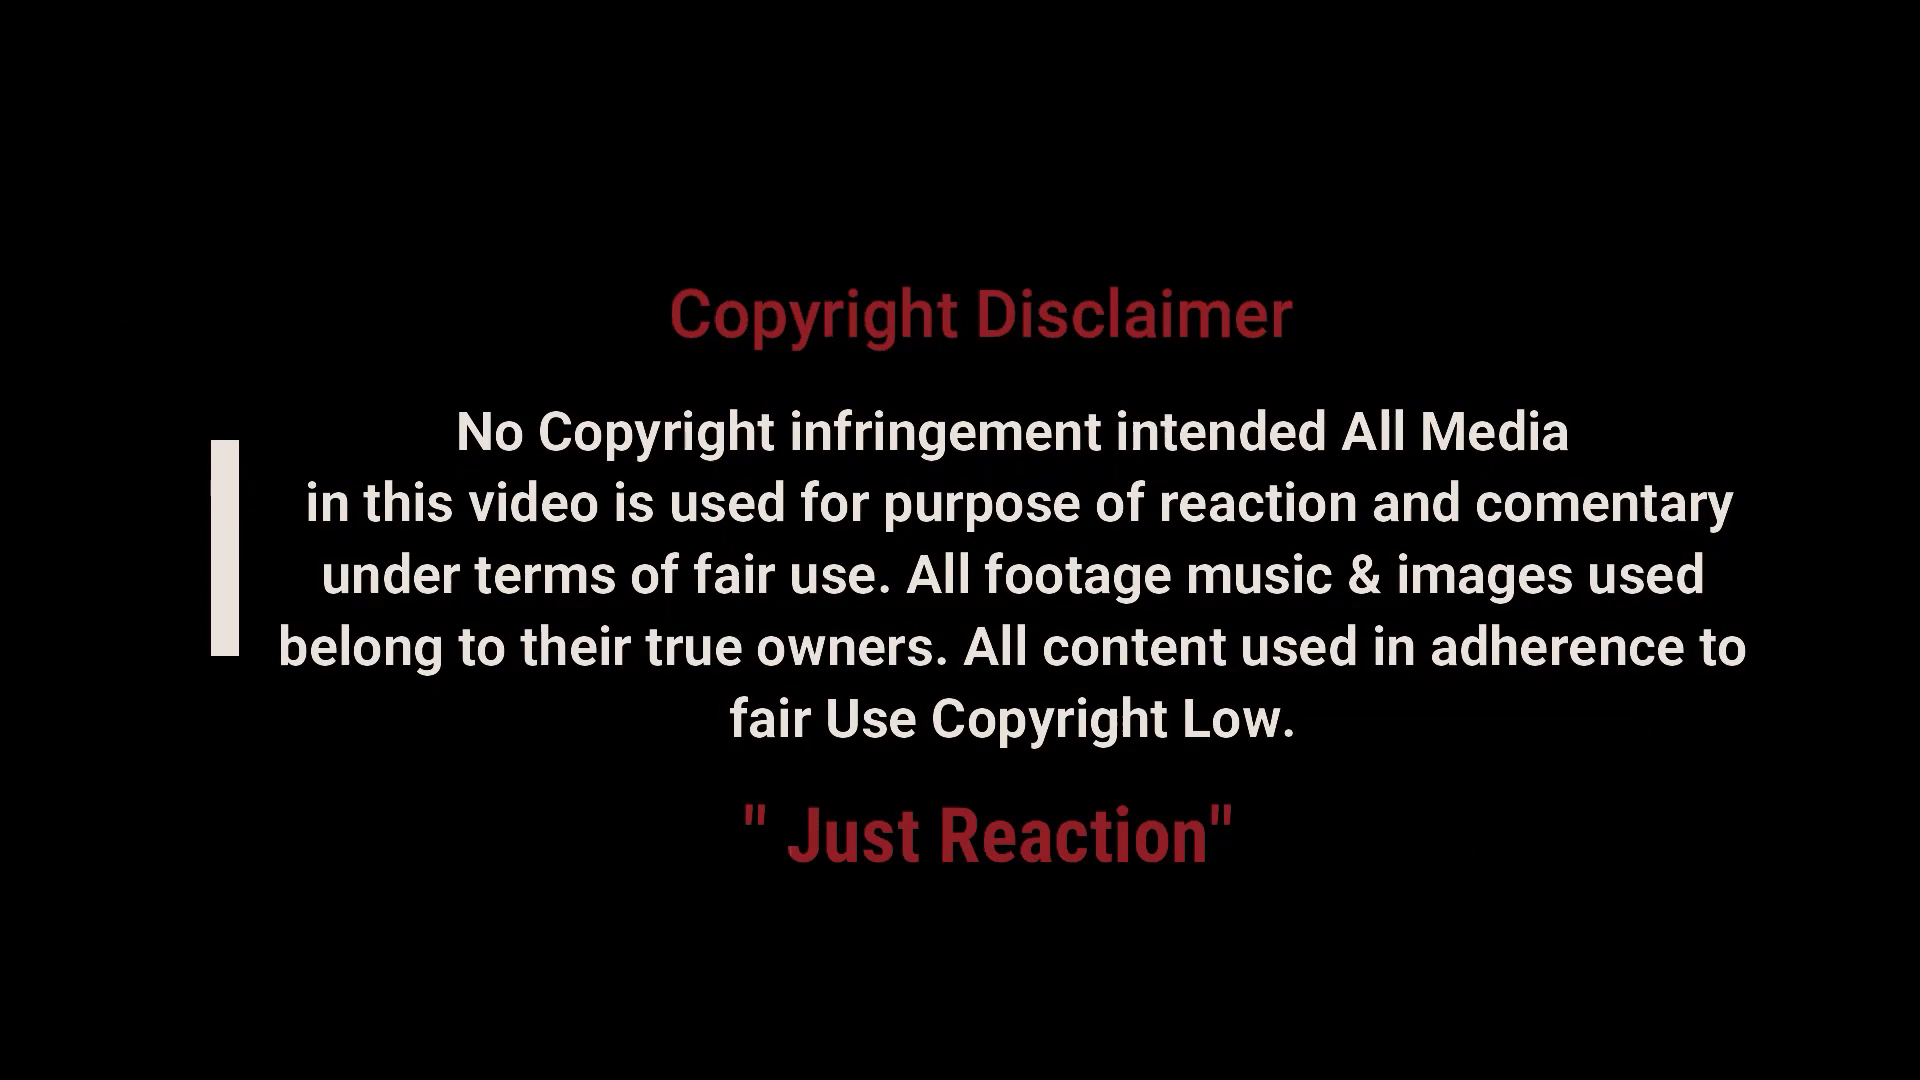 Copyright Disclaimer
No Copyright infringement intended All Media
in this video is used for purpose of reaction and comentary
under terms of fair use. All footage music & images used
belong to their true owners. All content used in adherence to
fair Use Copyright Low.
" Just Reaction"